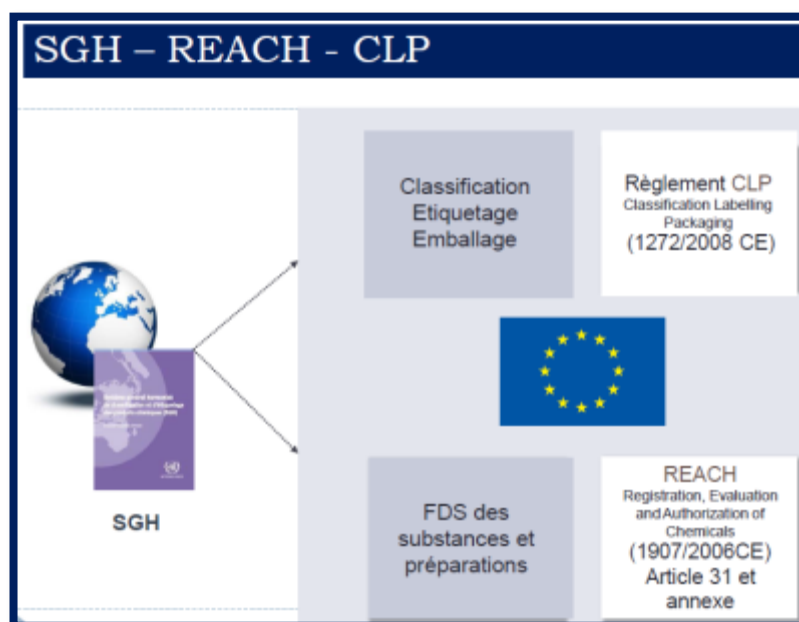 SGH – REACH - CLP
Classification
Etiquetage
Emballage
Règlement CLP
Classification Labelling
Packaging
(1272/2008 CE)
SGH
FDS des
substances et
préparations
REACH
Registration, Evaluation
and Authorization of
Chemicals
(1907/2006CE)
Article 31 et
annexe